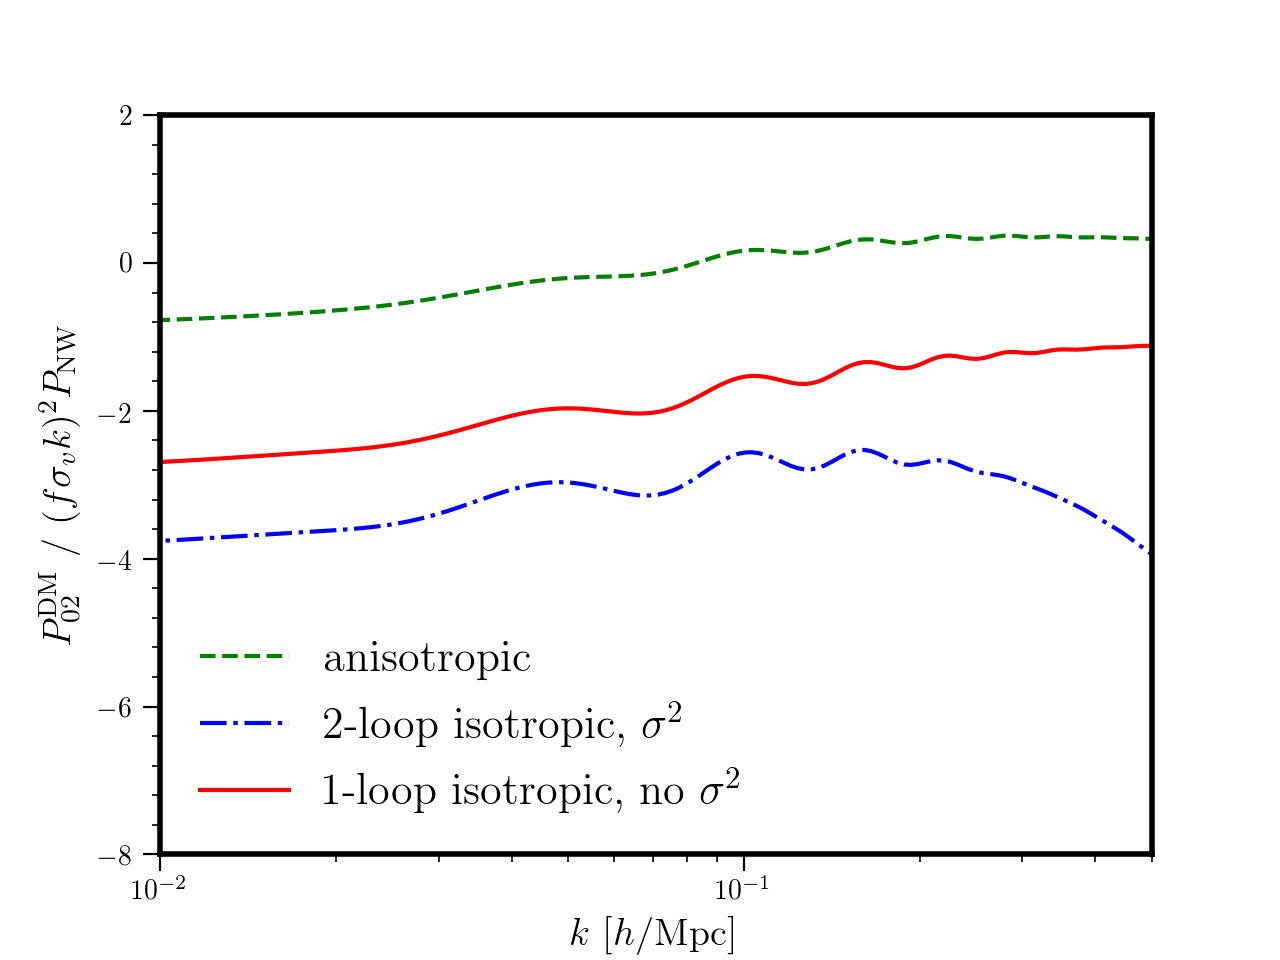 2
0
−2
−4
−6
−8
P_{02}^{DM} / (fσ_v k)^2 P_{NW}
anisotropic
2-loop isotropic, σ^2
1-loop isotropic, no σ^2
10^{−2}
10^{−1}
k [h/Mpc]